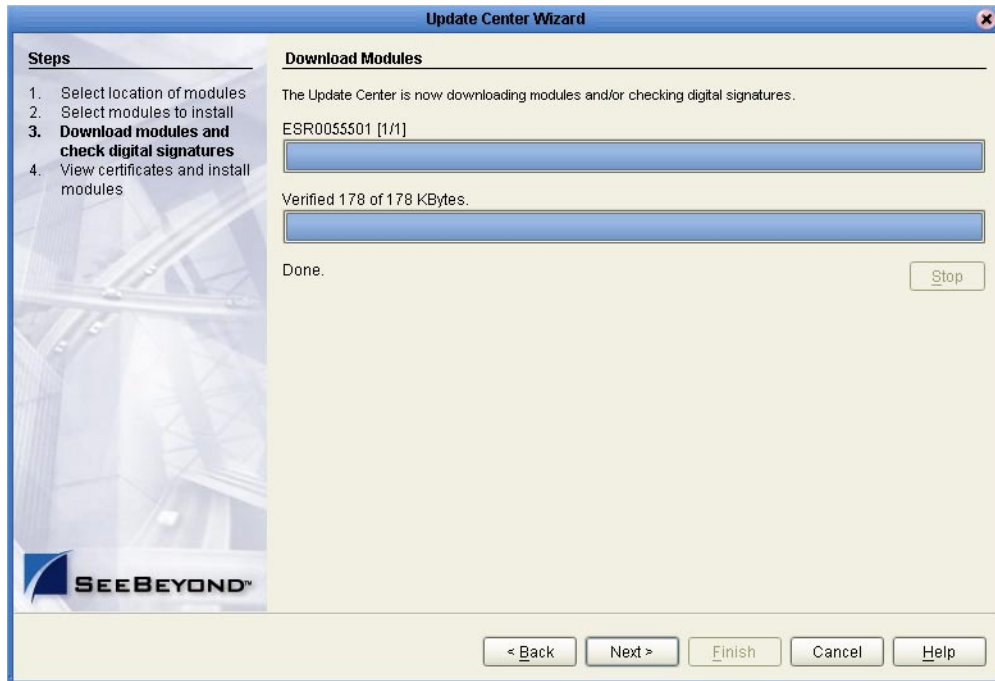 Update Center Wizard
Steps
1. Select location of modules
2. Select modules to install
3. Download modules and
check digital signatures
4. View certificates and install
modules
Download Modules
The Update Center is now downloading modules and/or checking digital signatures.
ESR0055501 [1/1]
Verified 178 of 178 KBytes.
Done.
Stop
SEEBEYOND™
< Back
Next >
Finish
Cancel
Help